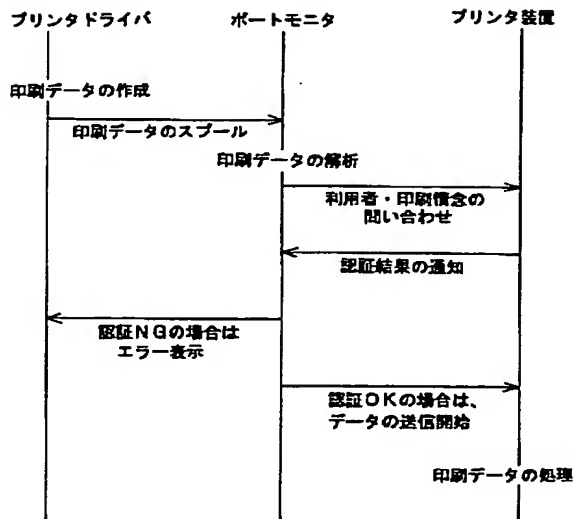 プリンタドライバ
ポートモニタ
プリンタ装置
印刷データの作成
印刷データのスプール
印刷データの解析
利用者・印刷情念の
問い合わせ
認証結果の通知
認証NGの場合は
エラー表示
認証OKの場合は、
データの送信開始
印刷データの処理